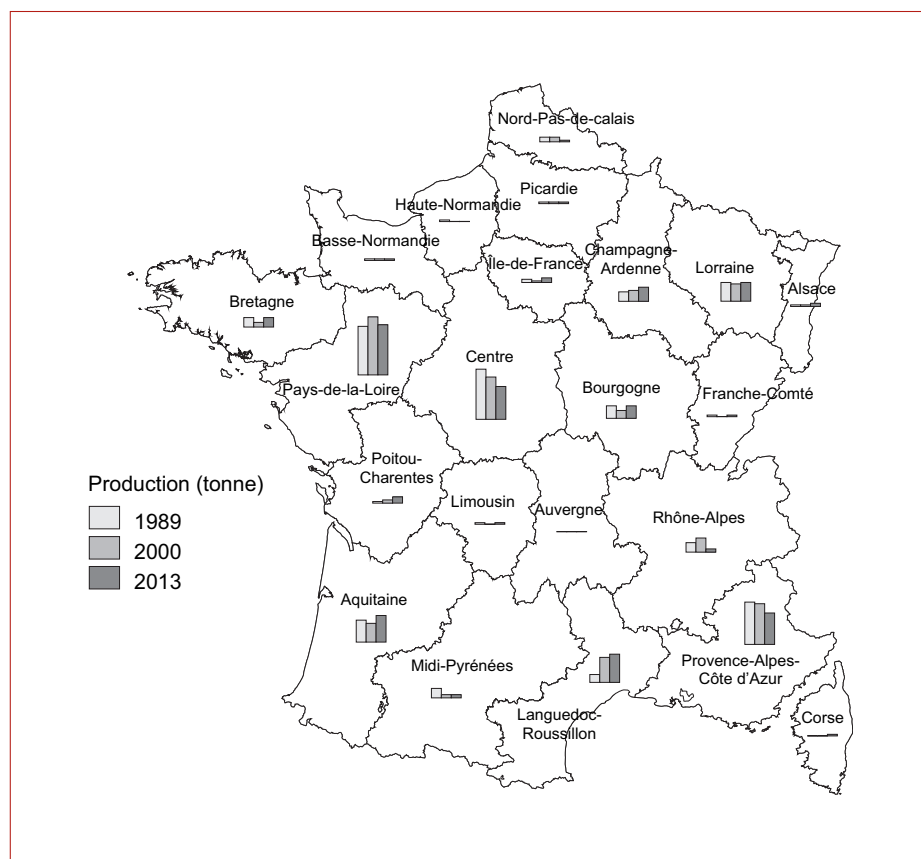 Nord-Pas-de-calais
Picardie
Haute-Normandie
Basse-Normandie
Île-de-France
Champagne-
Ardenne
Lorraine
Alsace
Bretagne
Pays-de-la-Loire
Centre
Bourgogne
Franche-Comté
Poitou-
Charentes
Limousin
Auvergne
Rhône-Alpes
Production (tonne)
1989
2000
2013
Aquitaine
Midi-Pyrénées
Languedoc-
Roussillon
Provence-Alpes-
Côte d'Azur
Corse